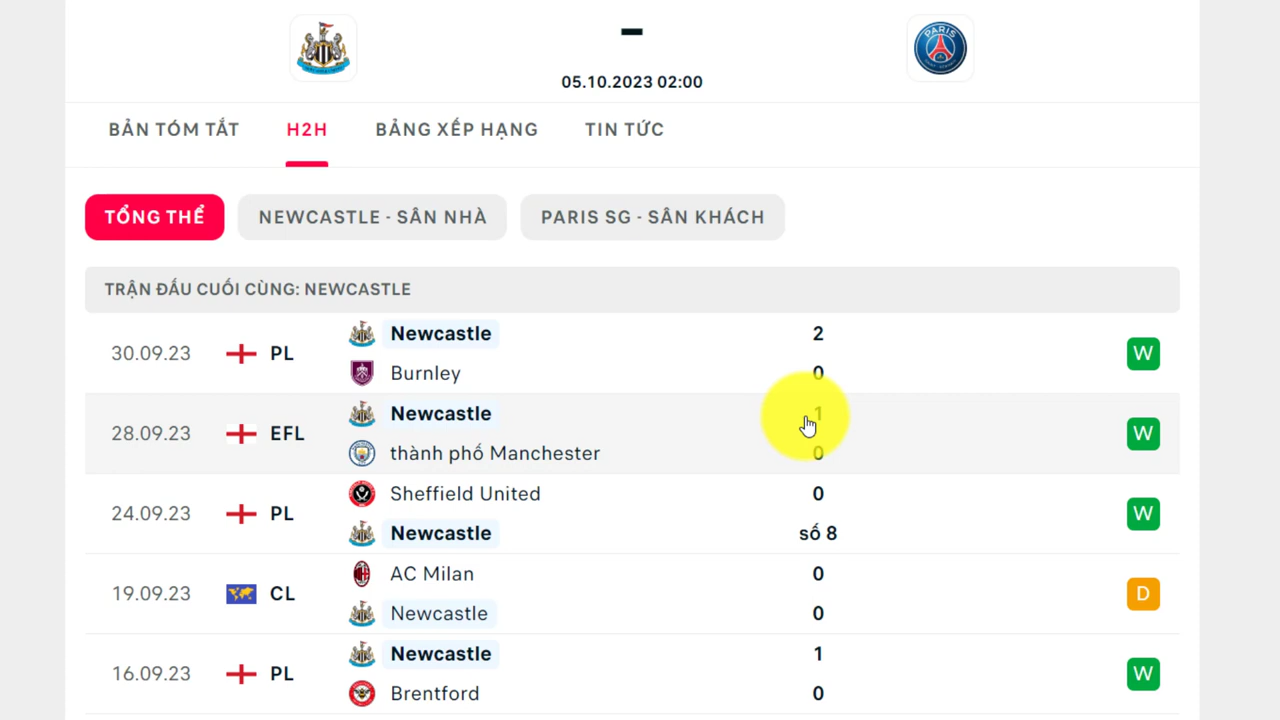 PARIS
05.10.2023 02:00
BẢN TÓM TẮT H2H BẢNG XẾP HẠNG TIN TỨC
TỔNG THỂ NEWCASTLE - SÂN NHÀ PARIS SG - SÂN KHÁCH
TRẬN ĐẤU CUỐI CÙNG: NEWCASTLE
30.09.23 PL Newcastle 2 W
Burnley 0
28.09.23 EFL Newcastle 1 W
thành phố Manchester 0
24.09.23 PL Sheffield United 0 W
Newcastle số 8
19.09.23 CL AC Milan 0 D
Newcastle 0
16.09.23 PL Newcastle 1 W
Brentford 0